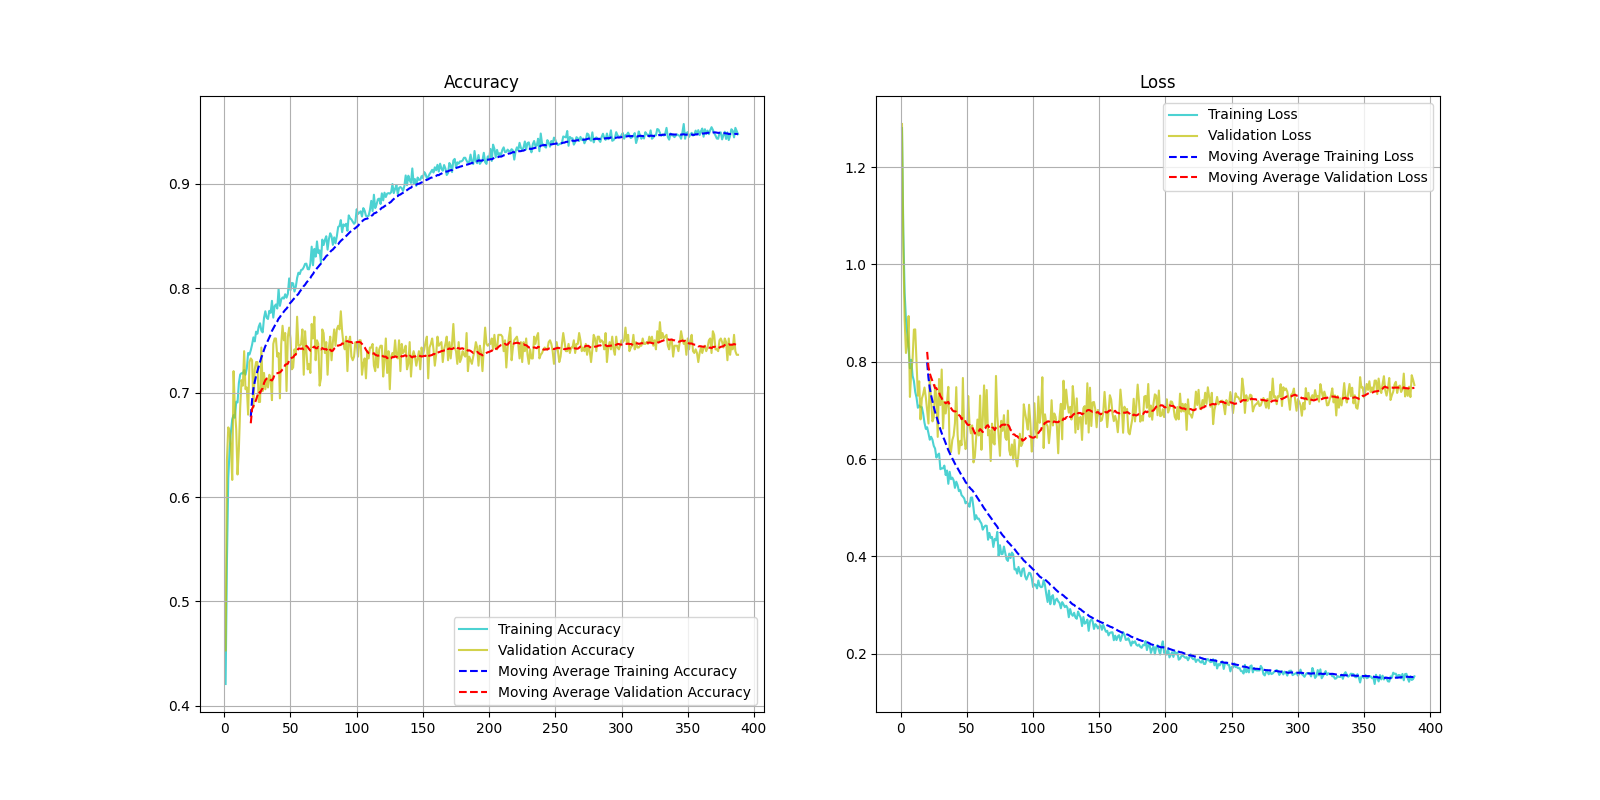 Accuracy
0.9
0.8
0.7
0.6
0.5
0.4
0 50 100 150 200 250 300 350 400
Training Accuracy
Validation Accuracy
Moving Average Training Accuracy
Moving Average Validation Accuracy
Loss
1.2
1.0
0.8
0.6
0.4
0.2
0 50 100 150 200 250 300 350 400
Training Loss
Validation Loss
Moving Average Training Loss
Moving Average Validation Loss